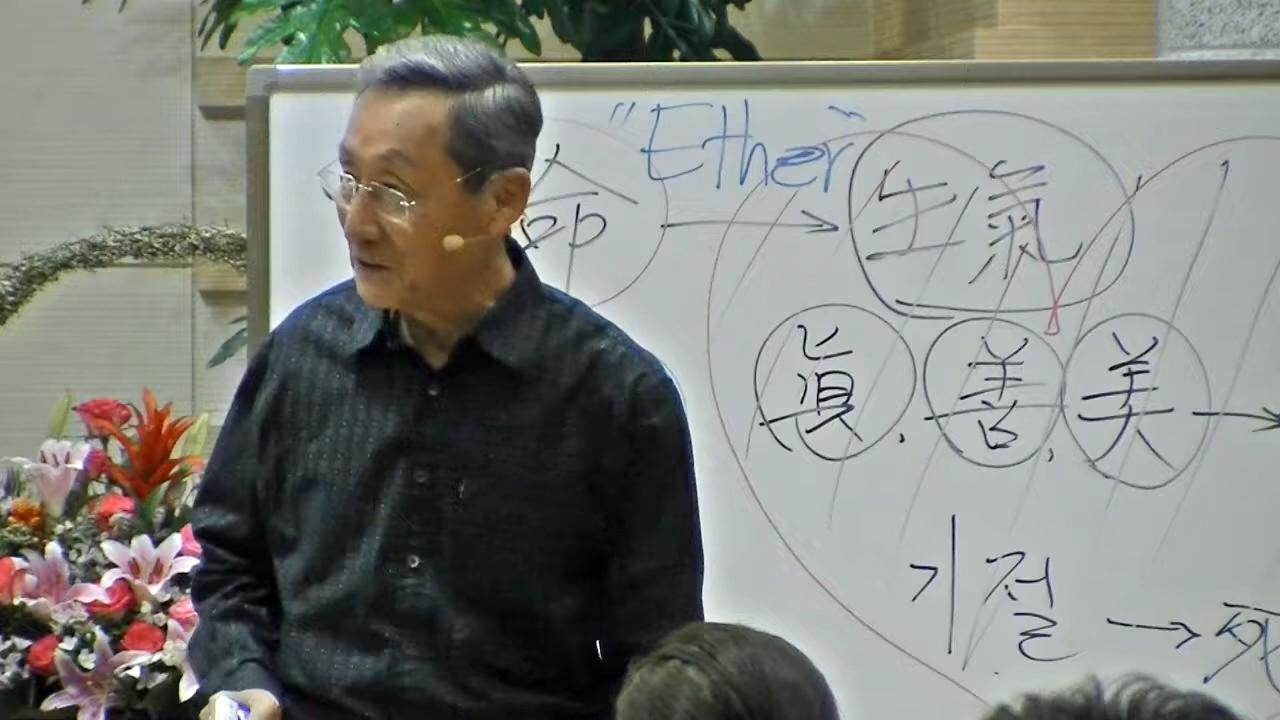 "Ether"
命 → 生氣
眞, 善, 美 →
기절 → 死